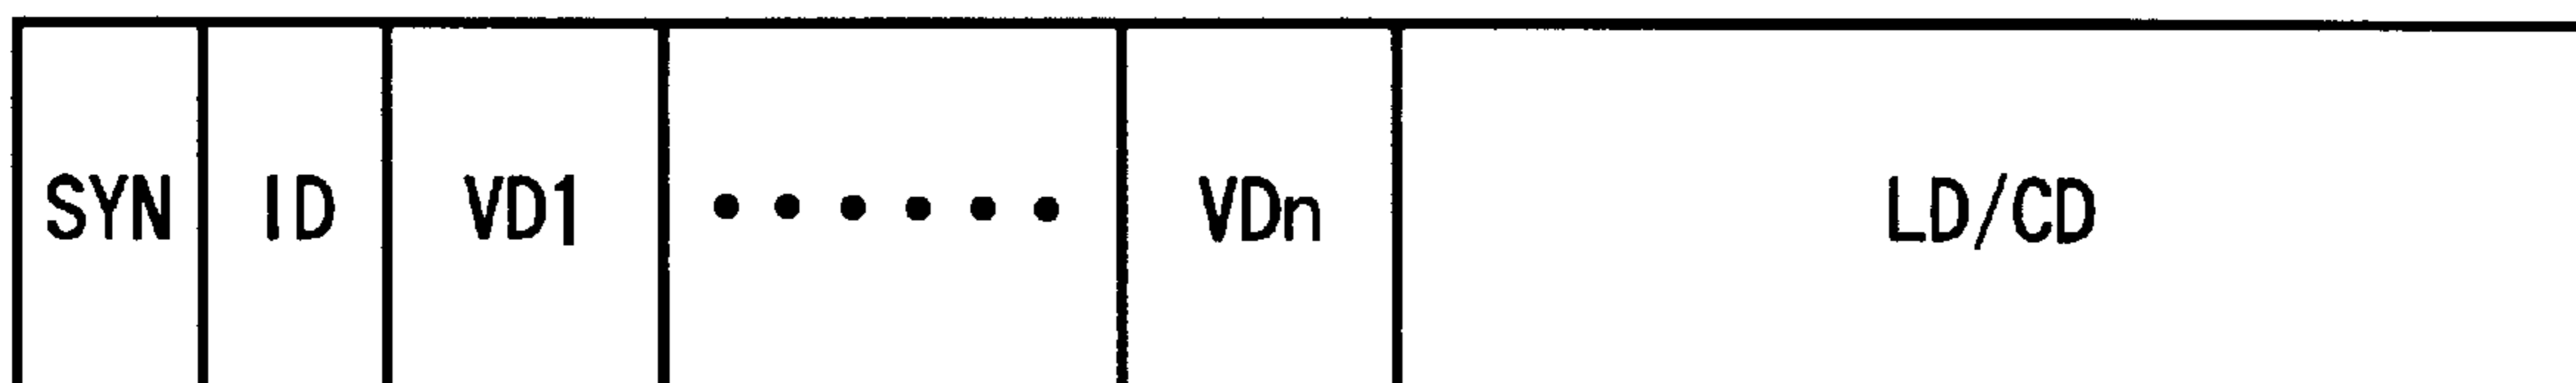 SYN ID VD1 ...... VDn LD/CD